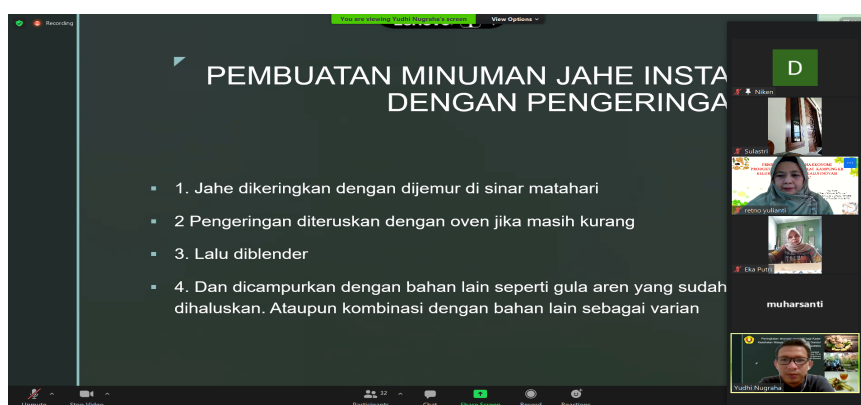 Recording
You are viewing Yudhi Nugraha's screen
View Options
PEMBUATAN MINUMAN JAHE INSTA
DENGAN PENGERINGA
1. Jahe dikeringkan dengan dijemur di sinar matahari
2 Pengeringan diteruskan dengan oven jika masih kurang
3. Lalu diblender
4. Dan dicampurkan dengan bahan lain seperti gula aren yang sudah
dihaluskan. Ataupun kombinasi dengan bahan lain sebagai varian
D
Niken
Sulastri
retno yulianti
Eka Putri
muharsanti
Yudhi Nugraha
32
Unmute
Stop Video
Participants
Chat
Share Screen
Record
Reactions